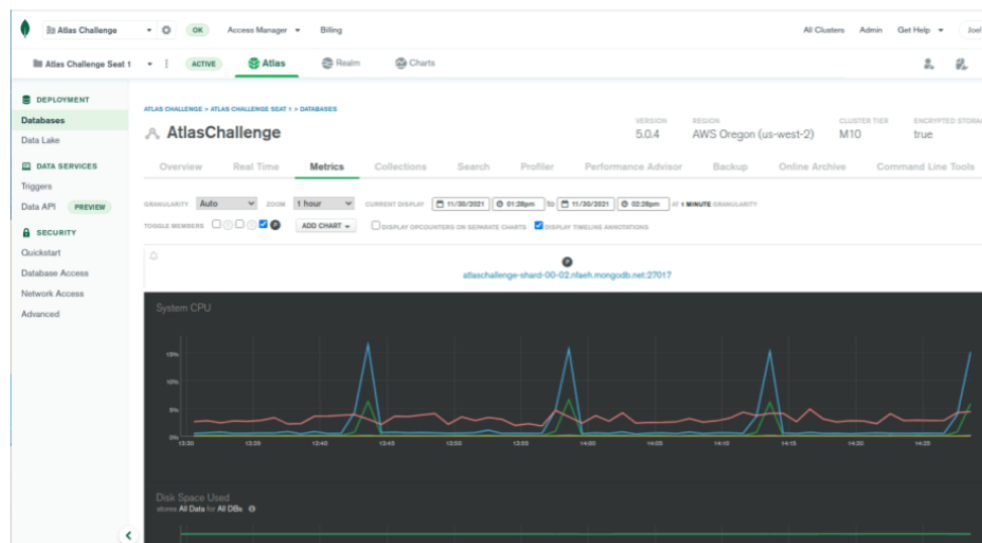 Atlas Challenge OK Access Manager Billing All Clusters Admin Get Help Joel
Atlas Challenge Seat 1 ACTIVE Atlas Realm Charts
DEPLOYMENT
Databases
Data Lake
DATA SERVICES
Triggers
Data API PREVIEW
SECURITY
Quickstart
Database Access
Network Access
Advanced
ATLAS CHALLENGE > ATLAS CHALLENGE SEAT 1 > DATABASES
AtlasChallenge
VERSION REGION CLUSTER TIER ENCRYPTED STORAG
5.0.4 AWS Oregon (us-west-2) M10 true
Overview Real Time Metrics Collections Search Profiler Performance Advisor Backup Online Archive Command Line Tools
GRANULARITY Auto ZOOM 1 hour CURRENT DISPLAY 11/30/2021 01:28pm to 11/30/2021 02:28pm AT 1 MINUTE GRANULARITY
TOGGLE MEMBERS P ADD CHART DISPLAY OPCOUNTERS ON SEPARATE CHARTS DISPLAY TIMELINE ANNOTATIONS
P
atlaschallenge-shard-00-02.nfaeh.mongodb.net:27017
System CPU
15%
10%
5%
0%
13:30 13:35 13:40 13:45 13:50 13:55 14:00 14:05 14:10 14:15 14:20 14:25
Disk Space Used
stores All Data for All DBs